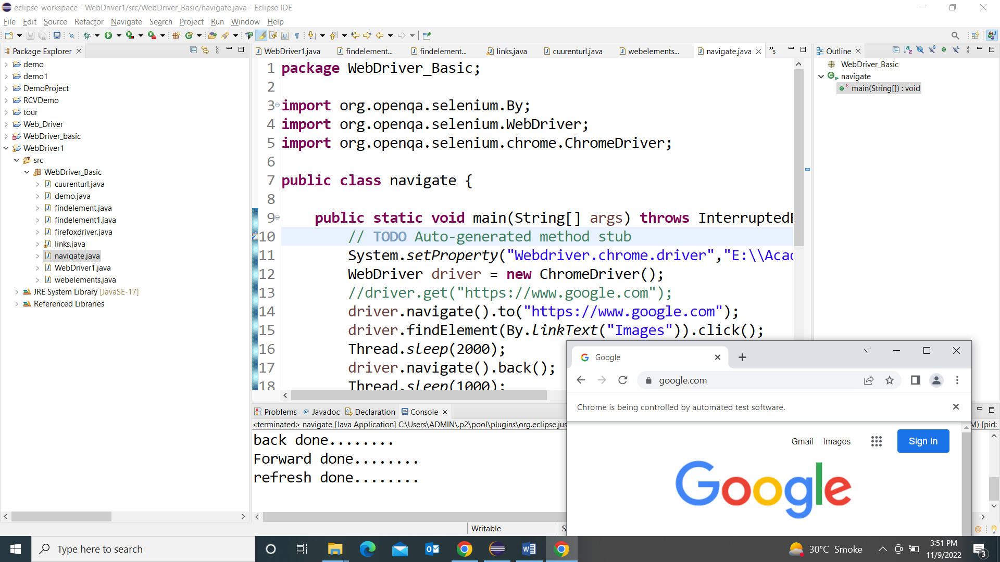 eclipse-workspace - WebDriver1/src/WebDriver_Basic/navigate.java - Eclipse IDE
File Edit Source Refactor Navigate Search Project Run Window Help
Package Explorer
demo
demo1
DemoProject
RCVDemo
tour
Web_Driver
WebDriver_basic
WebDriver1
src
WebDriver_Basic
cuurenturl.java
demo.java
findelement.java
findelement1.java
firefoxdriver.java
links.java
navigate.java
WebDriver1.java
webelements.java
JRE System Library [JavaSE-17]
Referenced Libraries
WebDriver1.java findelement... findelement... links.java cuurenturl.java webelements... navigate.java »5
1 package WebDriver_Basic;
2
3 import org.openqa.selenium.By;
4 import org.openqa.selenium.WebDriver;
5 import org.openqa.selenium.chrome.ChromeDriver;
6
7 public class navigate {
8
9 public static void main(String[] args) throws InterruptedE
10 // TODO Auto-generated method stub
11 System.setProperty("Webdriver.chrome.driver","E:\\Acad
12 WebDriver driver = new ChromeDriver();
13 //driver.get("https://www.google.com");
14 driver.navigate().to("https://www.google.com");
15 driver.findElement(By.linkText("Images")).click();
16 Thread.sleep(2000);
17 driver.navigate().back();
18 Thread.sleep(1000);
Outline
WebDriver_Basic
navigate
main(String[]) : void
Problems @ Javadoc Declaration Console
<terminated> navigate [Java Application] C:\Users\ADMIN\.p2\pool\plugins\org.eclipse.jus
M) [pid:
back done........
Forward done........
refresh done........
Writable
S
Google
google.com
Chrome is being controlled by automated test software.
Gmail Images Sign in
Google
Type here to search
30°C Smoke
3:51 PM
11/9/2022
3